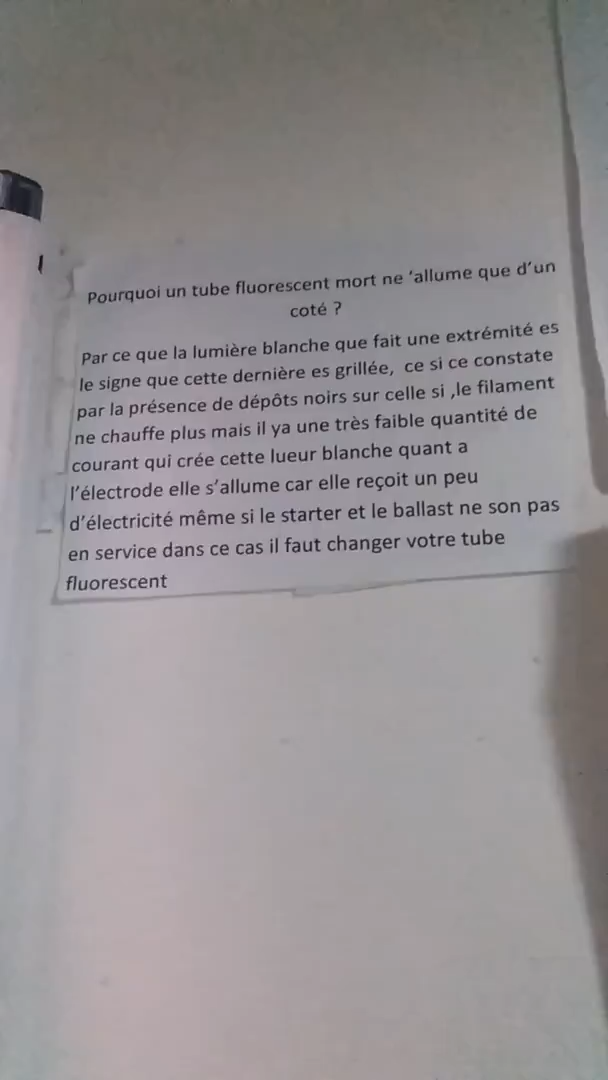 Pourquoi un tube fluorescent mort ne 'allume que d'un
coté ?
Par ce que la lumière blanche que fait une extrémité es
le signe que cette dernière es grillée, ce si ce constate
par la présence de dépôts noirs sur celle si ,le filament
ne chauffe plus mais il ya une très faible quantité de
courant qui crée cette lueur blanche quant a
l'électrode elle s'allume car elle reçoit un peu
d'électricité même si le starter et le ballast ne son pas
en service dans ce cas il faut changer votre tube
fluorescent